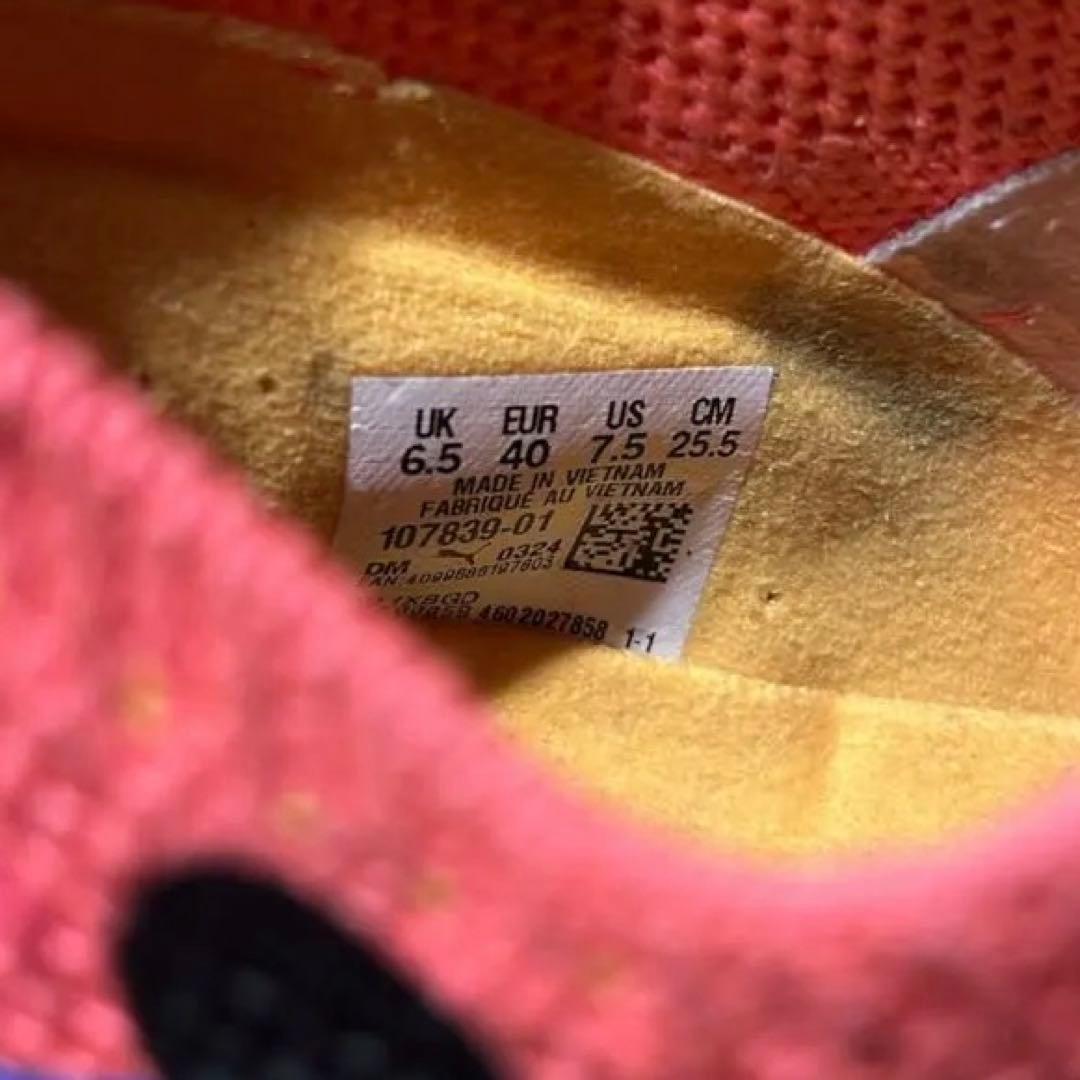 UK EUR US CM
6.5 40 7.5 25.5
MADE IN VIETNAM
FABRIQUÉ AU VIETNAM
107839-01
DM 0324
4602027858 1-1